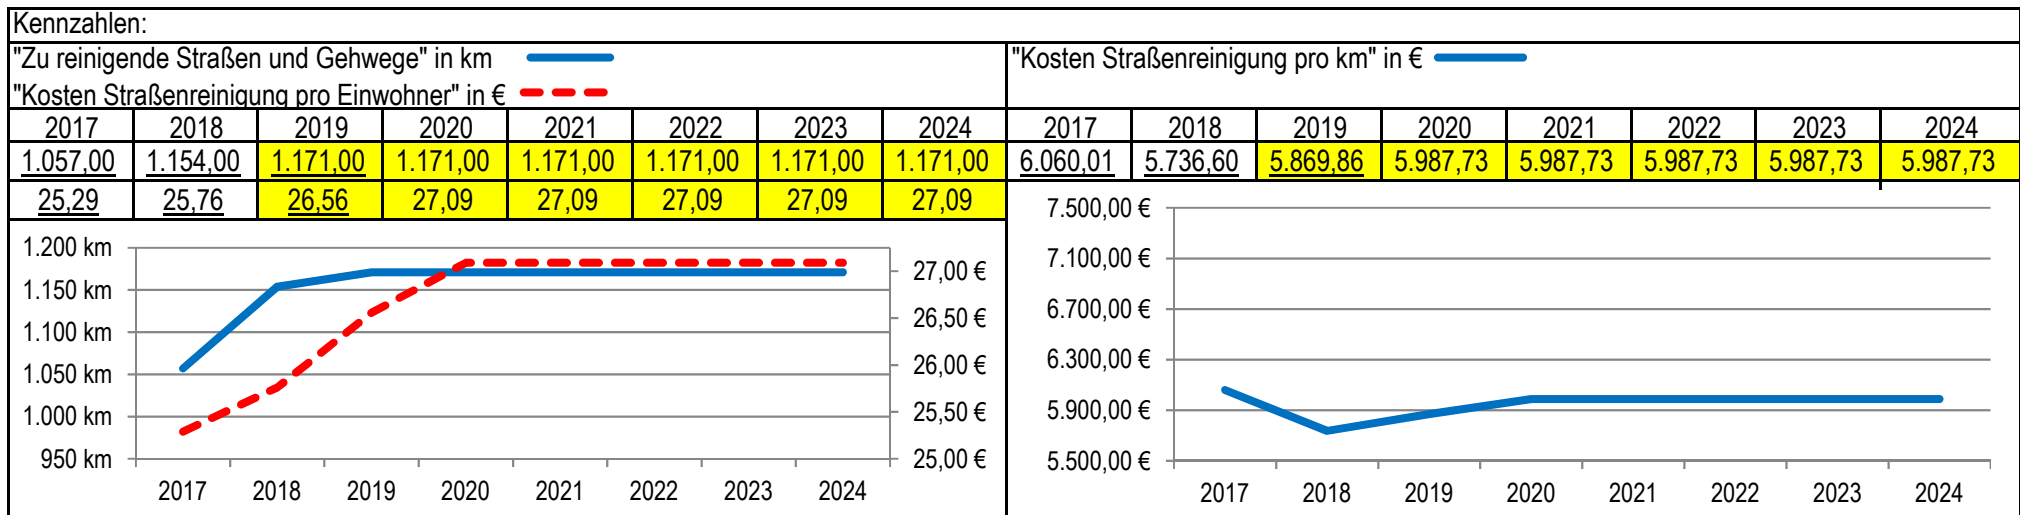 Kennzahlen:
"Zu reinigende Straßen und Gehwege" in km
"Kosten Straßenreinigung pro Einwohner" in €
2017 2018 2019 2020 2021 2022 2023 2024
1.057,00 1.154,00 1.171,00 1.171,00 1.171,00 1.171,00 1.171,00 1.171,00
25,29 25,76 26,56 27,09 27,09 27,09 27,09 27,09
1.200 km
1.150 km
1.100 km
1.050 km
1.000 km
950 km
27,00 €
26,50 €
26,00 €
25,50 €
25,00 €
2017 2018 2019 2020 2021 2022 2023 2024
"Kosten Straßenreinigung pro km" in €
2017 2018 2019 2020 2021 2022 2023 2024
6.060,01 5.736,60 5.869,86 5.987,73 5.987,73 5.987,73 5.987,73 5.987,73
7.500,00 €
7.100,00 €
6.700,00 €
6.300,00 €
5.900,00 €
5.500,00 €
2017 2018 2019 2020 2021 2022 2023 2024